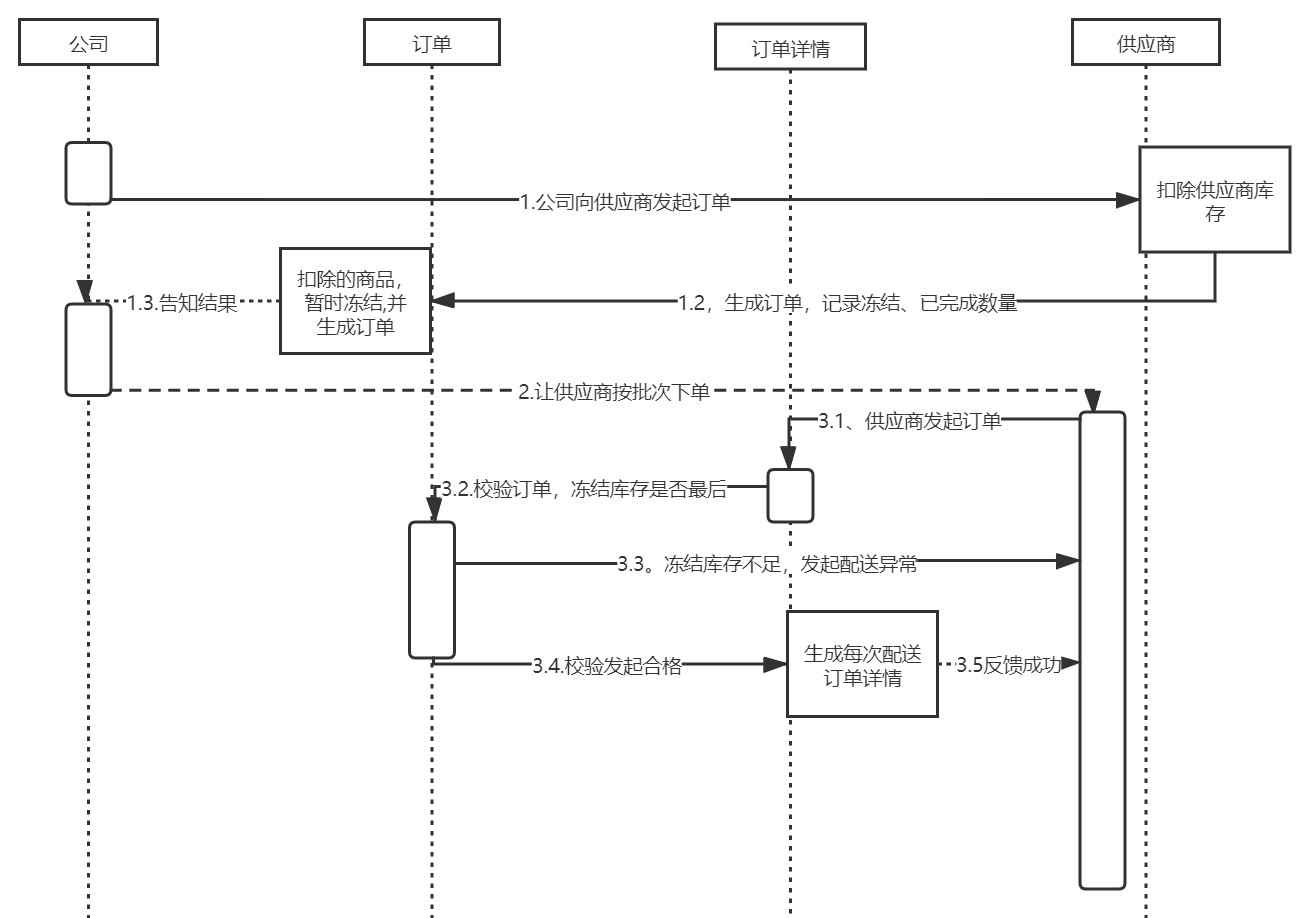 公司
订单
订单详情
供应商
扣除供应商库
存
1.公司向供应商发起订单
扣除的商品，
暂时冻结,并
生成订单
1.3.告知结果
1.2，生成订单，记录冻结、已完成数量
2.让供应商按批次下单
3.1、供应商发起订单
3.2.校验订单，冻结库存是否最后
3.3。冻结库存不足，发起配送异常
3.4.校验发起合格
生成每次配送
订单详情
3.5反馈成功